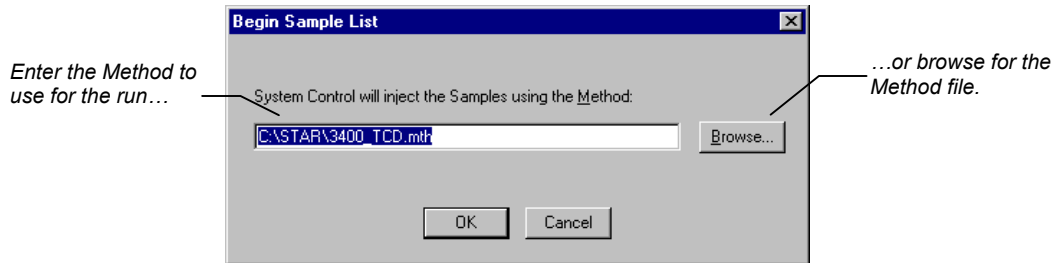 Begin Sample List
Enter the Method to
use for the run…
…or browse for the
Method file.
System Control will inject the Samples using the Method:
C:\STAR\3400_TCD.mth
Browse...
OK
Cancel